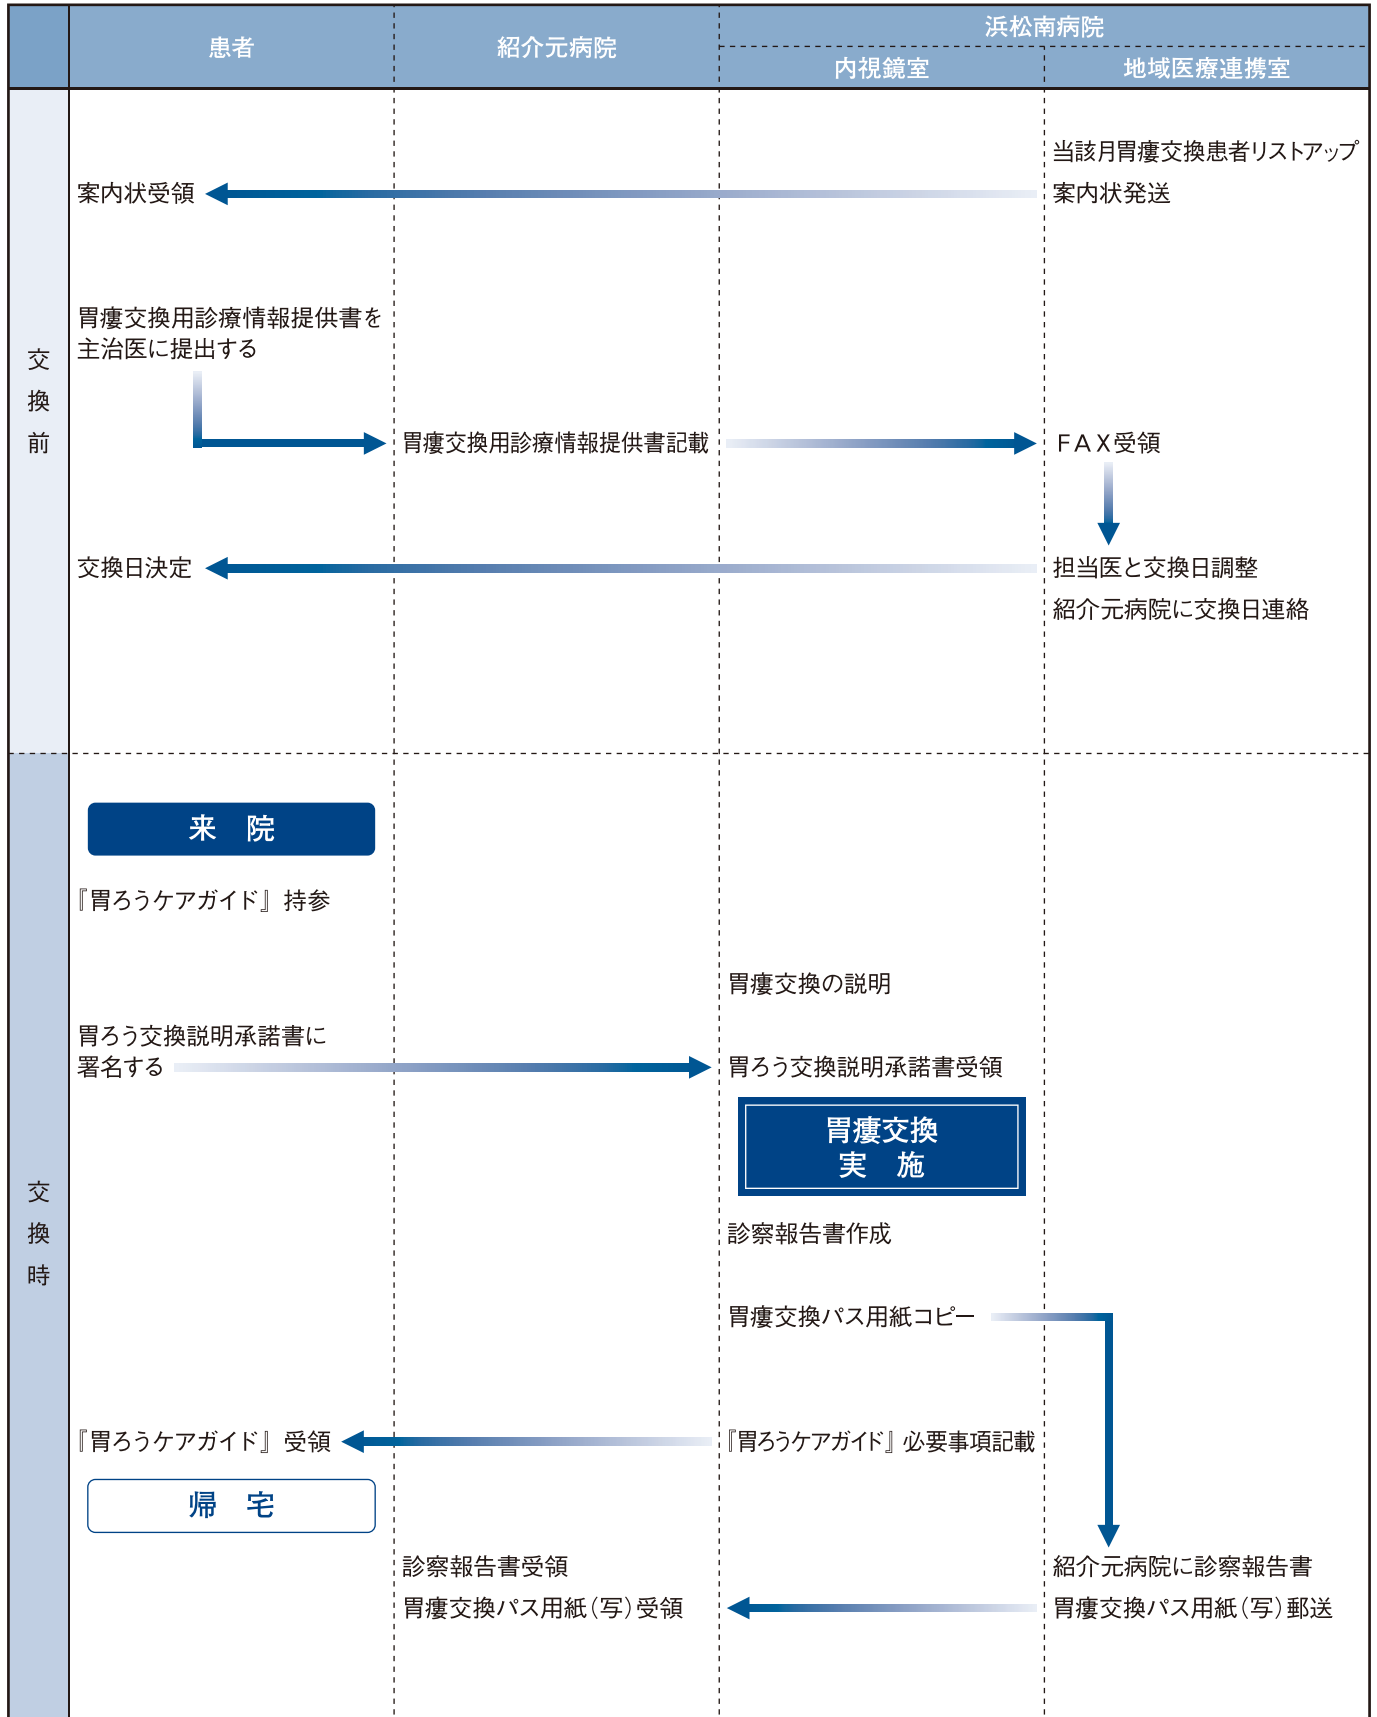 患者
紹介元病院
浜松南病院
内視鏡室
地域医療連携室
交換前
当該月胃瘻交換患者リストアップ
案内状受領
案内状発送
胃瘻交換用診療情報提供書を
主治医に提出する
胃瘻交換用診療情報提供書記載
FAX受領
交換日決定
担当医と交換日調整
紹介元病院に交換日連絡
交換時
来 院
『胃ろうケアガイド』持参
胃瘻交換の説明
胃ろう交換説明承諾書に
署名する
胃ろう交換説明承諾書受領
胃瘻交換
実 施
診察報告書作成
胃瘻交換パス用紙コピー
『胃ろうケアガイド』受領
『胃ろうケアガイド』必要事項記載
帰 宅
診察報告書受領
紹介元病院に診察報告書
胃瘻交換パス用紙(写)受領
胃瘻交換パス用紙(写)郵送